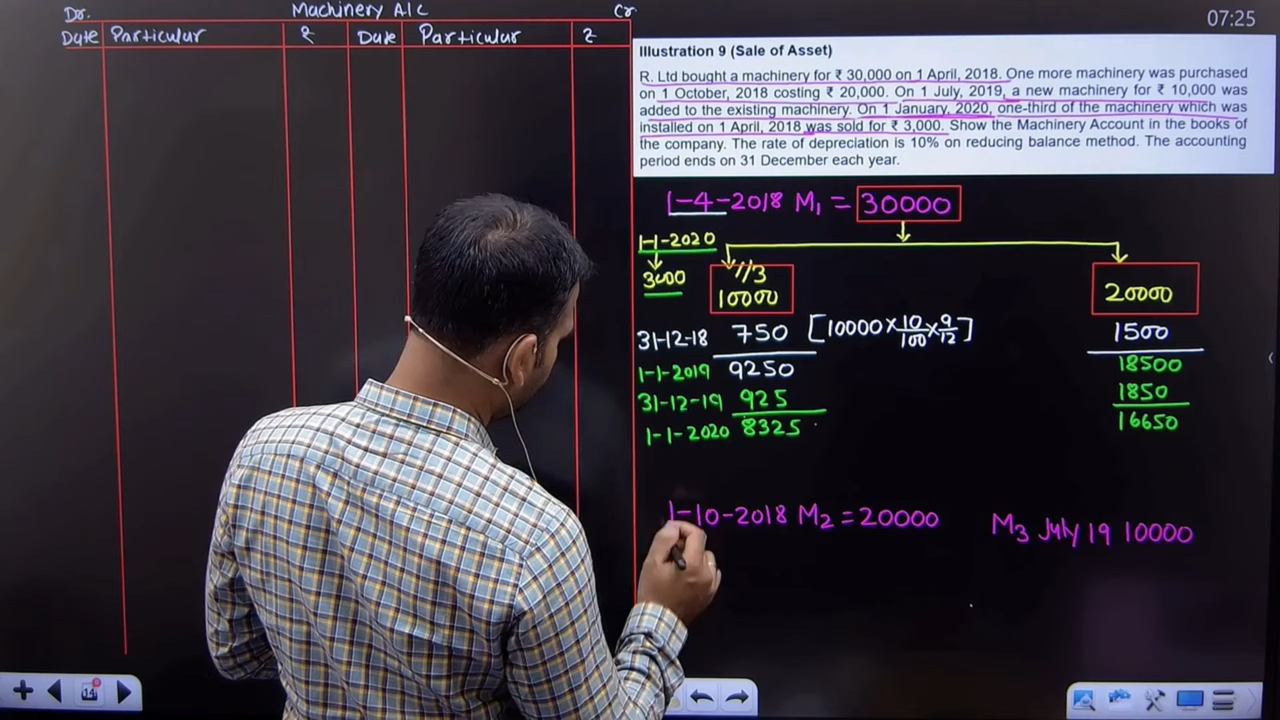 Dr. Machinery A/c Cr
Date Particular ₹ Date Particular ₹
07:25
Illustration 9 (Sale of Asset)
R. Ltd bought a machinery for ₹ 30,000 on 1 April, 2018. One more machinery was purchased
on 1 October, 2018 costing ₹ 20,000. On 1 July, 2019, a new machinery for ₹ 10,000 was
added to the existing machinery. On 1 January, 2020, one-third of the machinery which was
installed on 1 April, 2018 was sold for ₹ 3,000. Show the Machinery Account in the books of
the company. The rate of depreciation is 10% on reducing balance method. The accounting
period ends on 31 December each year.
1-4-2018 M1 = 30000
1-1-2020
3000
1/3
10000
20000
31-12-18 750 [10000×10/100×9/12] 1500
1-1-2019 9250 18500
31-12-19 925 1850
1-1-2020 8325 16650
1-10-2018 M2 = 20000
M3 July 19 10000
14